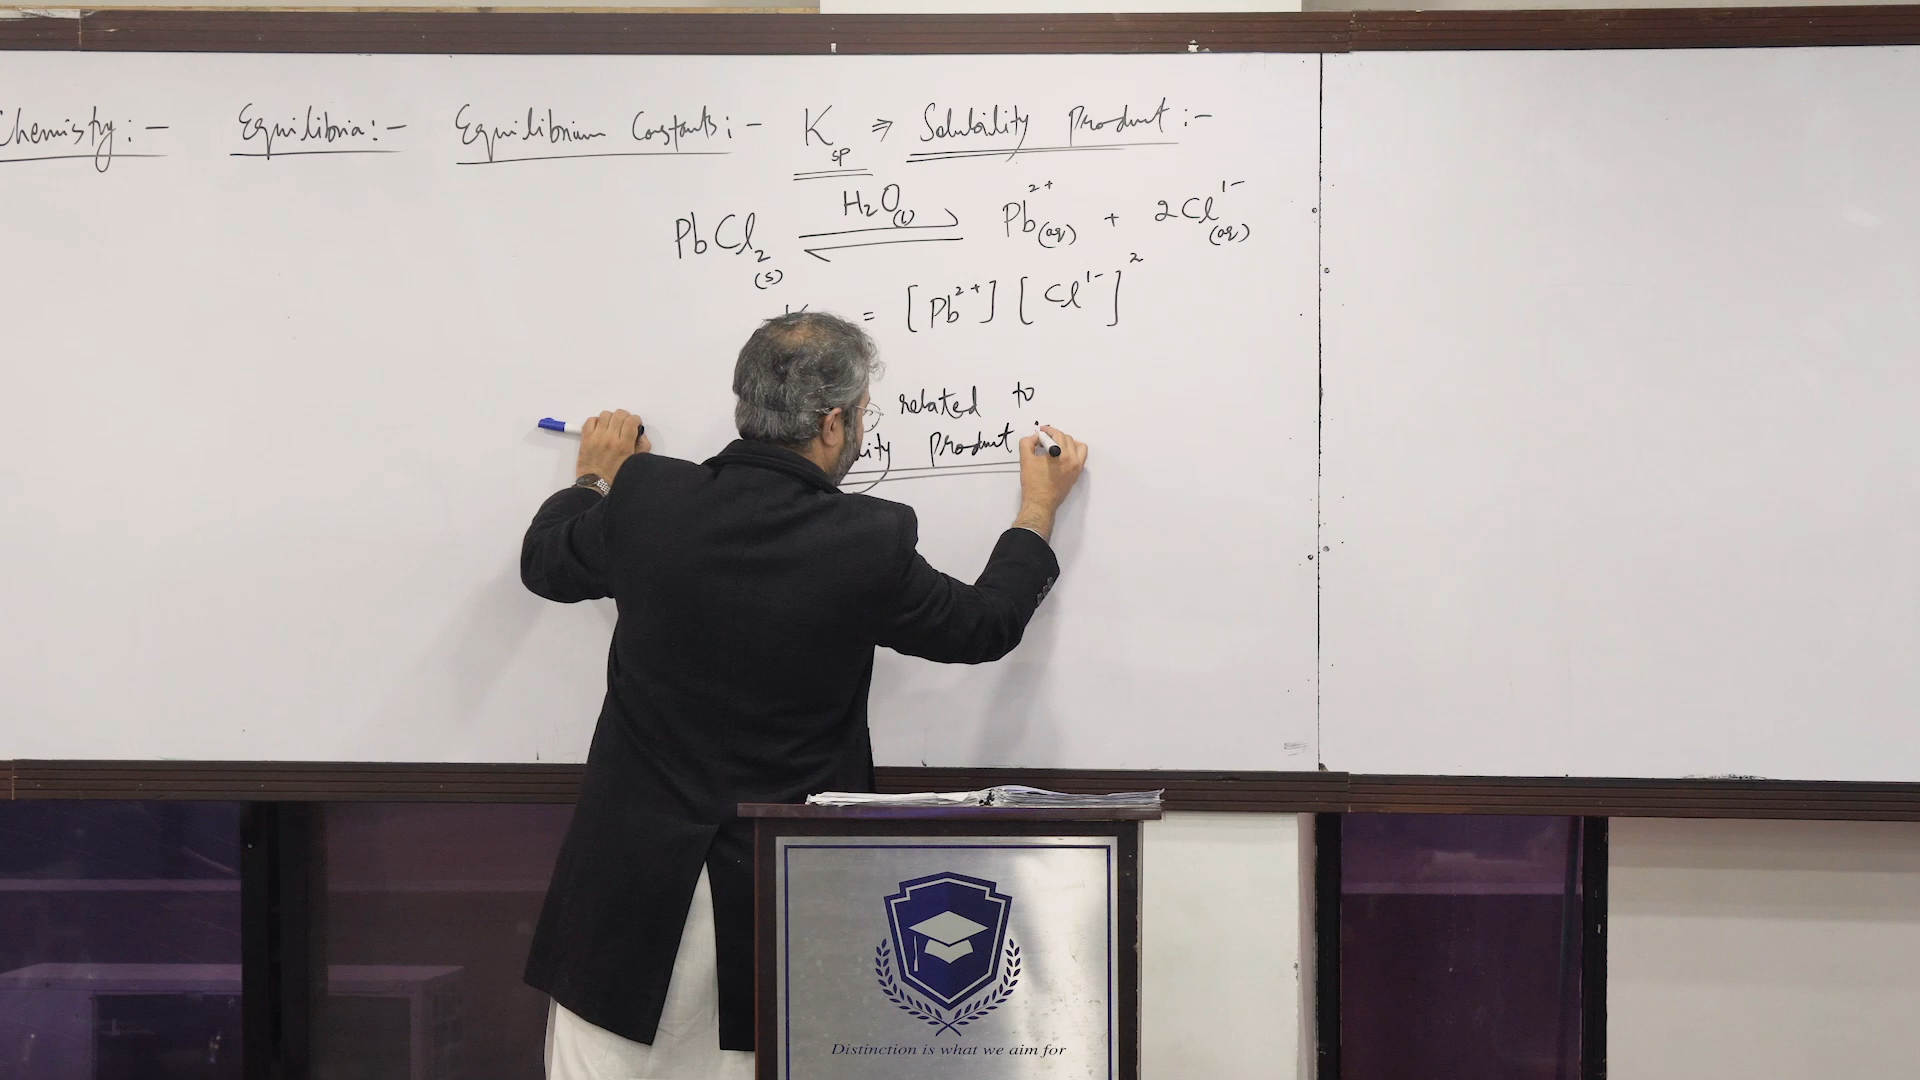 Chemistry:- Equilibria:- Equilibrium Constants:- Ksp ⇒ Solubility Product:-
PbCl2(s) ⇌ H2O(l) Pb2+(aq) + 2Cl1-(aq)
= [Pb2+][Cl1-]2
related to
Product
Distinction is what we aim for